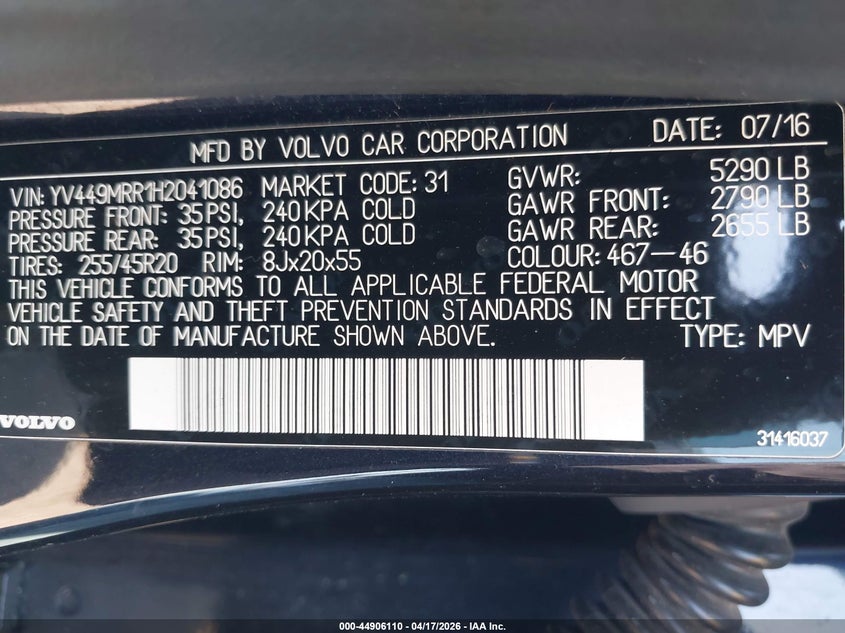 MFD BY VOLVO CAR CORPORATION DATE: 07/16
VIN: YV449MRR1H2041086 MARKET CODE: 31 GVWR: 5290 LB
PRESSURE FRONT: 35 PSI, 240 KPA COLD GAWR FRONT: 2790 LB
PRESSURE REAR: 35 PSI, 240 KPA COLD GAWR REAR: 2655 LB
TIRES: 255/45R20 RIM: 8Jx20x55 COLOUR: 467-46
THIS VEHICLE CONFORMS TO ALL APPLICABLE FEDERAL MOTOR
VEHICLE SAFETY AND THEFT PREVENTION STANDARDS IN EFFECT
ON THE DATE OF MANUFACTURE SHOWN ABOVE. TYPE: MPV
VOLVO
31416037
000-44906110 - 04/17/2026 - IAA Inc.